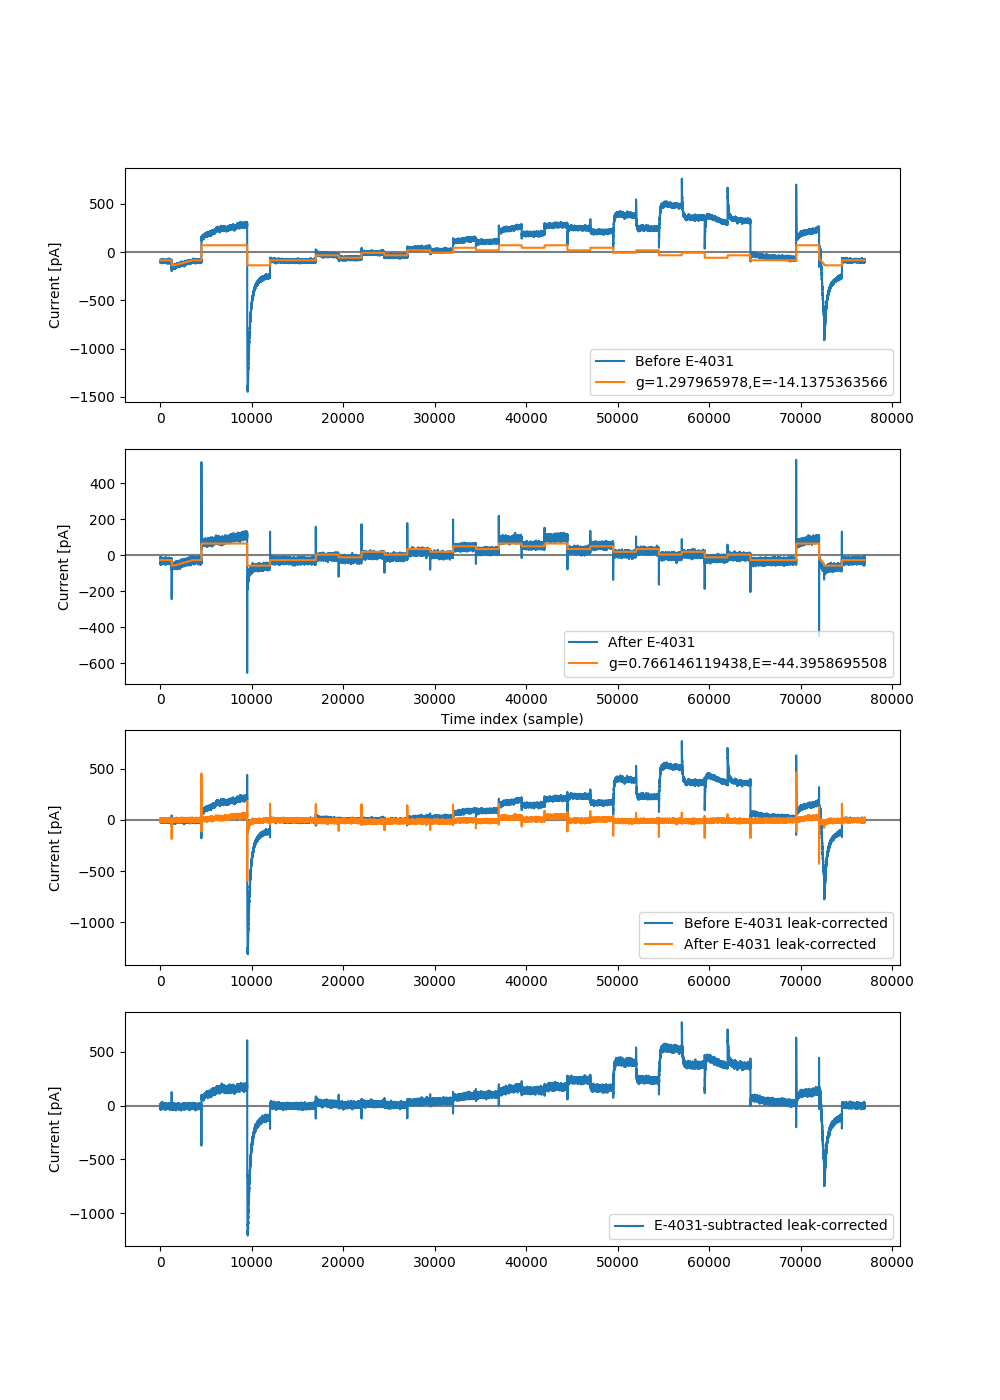 500
0
−500
−1000
−1500
Current [pA]
Before E-4031
g=1.297965978,E=-14.1375363566
0 10000 20000 30000 40000 50000 60000 70000 80000
400
200
0
−200
−400
−600
Current [pA]
After E-4031
g=0.766146119438,E=-44.3958695508
0 10000 20000 30000 40000 50000 60000 70000 80000
Time index (sample)
500
0
−500
−1000
Current [pA]
Before E-4031 leak-corrected
After E-4031 leak-corrected
0 10000 20000 30000 40000 50000 60000 70000 80000
500
0
−500
−1000
Current [pA]
E-4031-subtracted leak-corrected
0 10000 20000 30000 40000 50000 60000 70000 80000